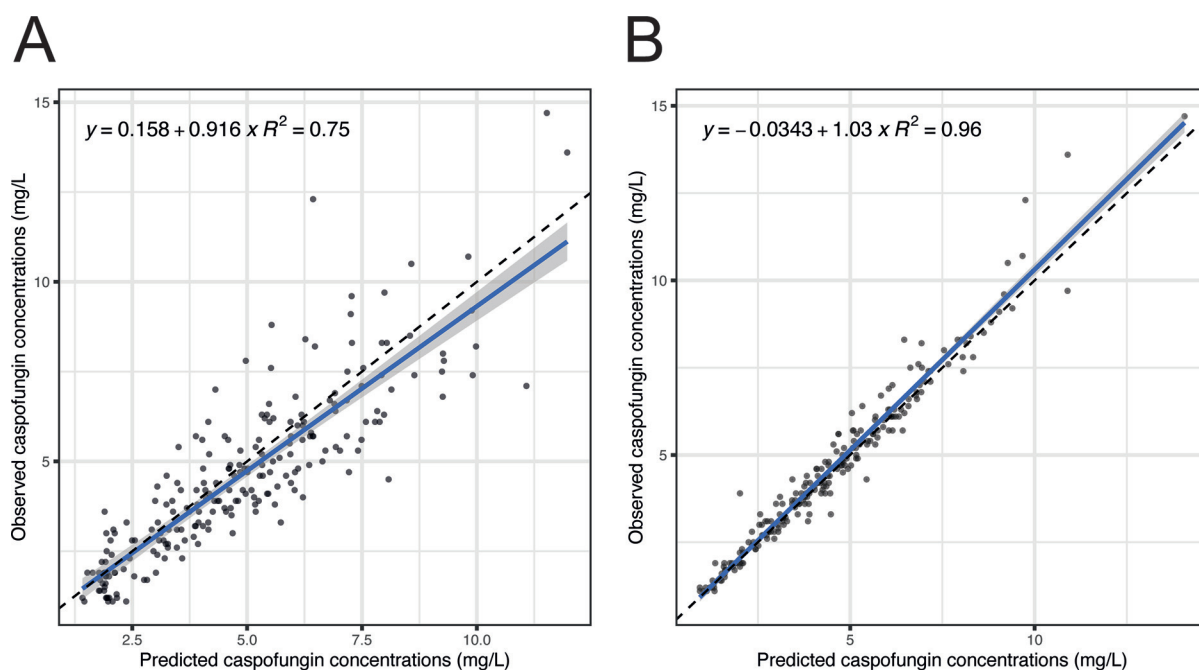 A
B
y = 0.158 + 0.916 x R² = 0.75
15
10
5
Observed caspofungin concentrations (mg/L)
2.5
5.0
7.5
10.0
Predicted caspofungin concentrations (mg/L)
y = −0.0343 + 1.03 x R² = 0.96
15
10
5
Observed caspofungin concentrations (mg/L)
5
10
Predicted caspofungin concentrations (mg/L)